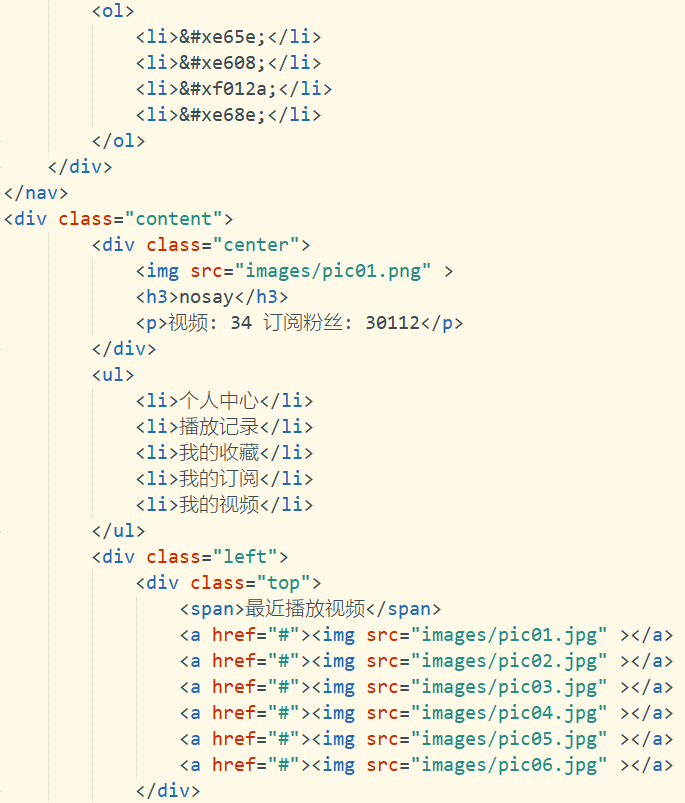 <ol>
<li>&#xe65e;</li>
<li>&#xe608;</li>
<li>&#xf012a;</li>
<li>&#xe68e;</li>
</ol>
</div>
</nav>
<div class="content">
<div class="center">
<img src="images/pic01.png" >
<h3>nosay</h3>
<p>视频: 34 订阅粉丝: 30112</p>
</div>
<ul>
<li>个人中心</li>
<li>播放记录</li>
<li>我的收藏</li>
<li>我的订阅</li>
<li>我的视频</li>
</ul>
<div class="left">
<div class="top">
<span>最近播放视频</span>
<a href="#"><img src="images/pic01.jpg" ></a>
<a href="#"><img src="images/pic02.jpg" ></a>
<a href="#"><img src="images/pic03.jpg" ></a>
<a href="#"><img src="images/pic04.jpg" ></a>
<a href="#"><img src="images/pic05.jpg" ></a>
<a href="#"><img src="images/pic06.jpg" ></a>
</div>